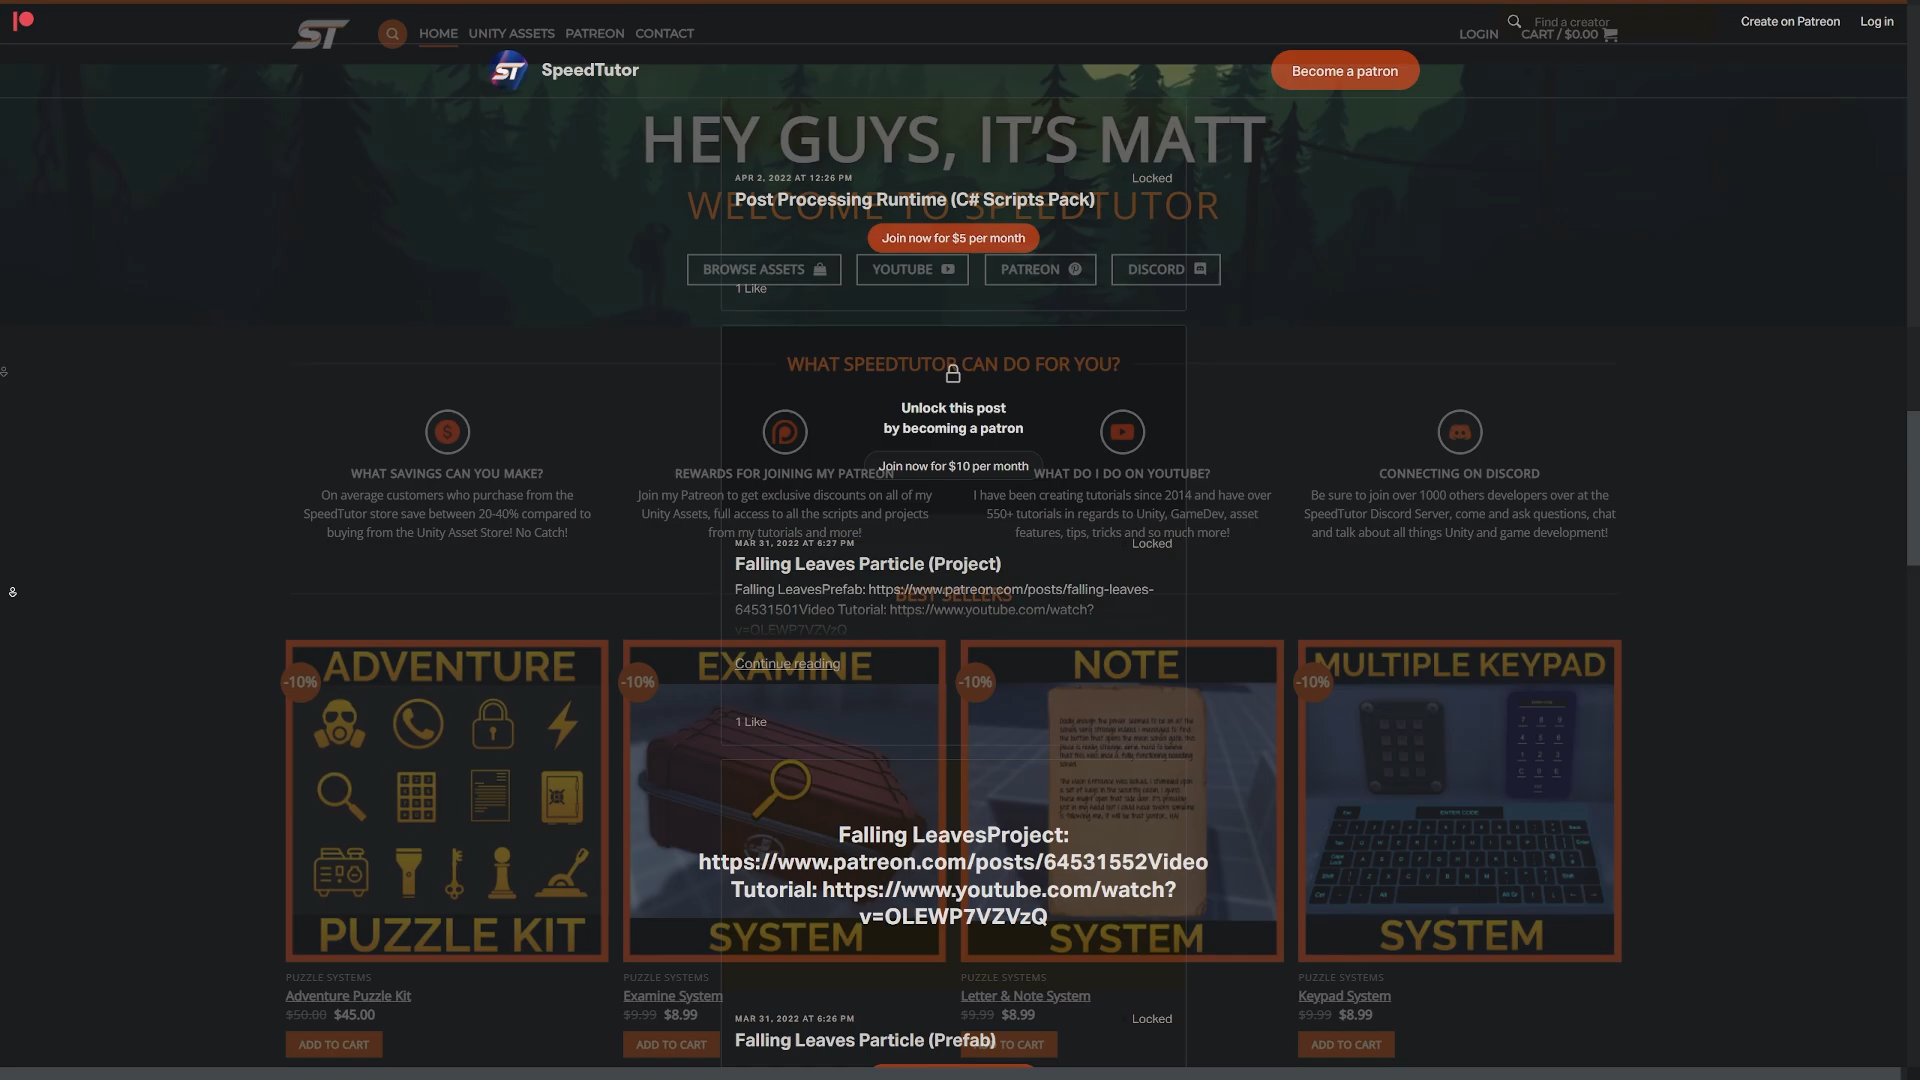 ST
HOME
UNITY ASSETS
PATREON
CONTACT
Find a creator
Create on Patreon
Log in
LOGIN
CART / $0.00
ST
SpeedTutor
Become a patron
HEY GUYS, IT'S MATT
APR 2, 2022 AT 12:26 PM
Locked
Post Processing Runtime (C# Scripts Pack)
WELCOME TO SPEEDTUTOR
Join now for $5 per month
BROWSE ASSETS
YOUTUBE
PATREON
DISCORD
1 Like
WHAT SPEEDTUTOR CAN DO FOR YOU?
Unlock this post
by becoming a patron
Join now for $10 per month
WHAT SAVINGS CAN YOU MAKE?
On average customers who purchase from the
SpeedTutor store save between 20-40% compared to
buying from the Unity Asset Store! No Catch!
REWARDS FOR JOINING MY PATREON
Join my Patreon to get exclusive discounts on all of my
Unity Assets, full access to all the scripts and projects
from my tutorials and more!
WHAT DO I DO ON YOUTUBE?
I have been creating tutorials since 2014 and have over
550+ tutorials in regards to Unity, GameDev, asset
features, tips, tricks and so much more!
CONNECTING ON DISCORD
Be sure to join over 1000 others developers over at the
SpeedTutor Discord Server, come and ask questions, chat
and talk about all things Unity and game development!
MAR 31, 2022 AT 6:27 PM
Locked
Falling Leaves Particle (Project)
Falling LeavesPrefab: https://www.patreon.com/posts/falling-leaves-
64531501Video Tutorial: https://www.youtube.com/watch?
v=OLEWP7VZVzQ
BEST SELLERS
Continue reading
1 Like
-10%
ADVENTURE
PUZZLE KIT
-10%
EXAMINE
SYSTEM
-10%
NOTE
SYSTEM
-10%
MULTIPLE KEYPAD
ENTER CODE
SYSTEM
Falling LeavesProject:
https://www.patreon.com/posts/64531552Video
Tutorial: https://www.youtube.com/watch?
v=OLEWP7VZVzQ
PUZZLE SYSTEMS
Adventure Puzzle Kit
$50.00 $45.00
ADD TO CART
PUZZLE SYSTEMS
Examine System
$9.99 $8.99
ADD TO CART
PUZZLE SYSTEMS
Letter & Note System
$9.99 $8.99
TO CART
PUZZLE SYSTEMS
Keypad System
$9.99 $8.99
ADD TO CART
MAR 31, 2022 AT 6:26 PM
Locked
Falling Leaves Particle (Prefab)